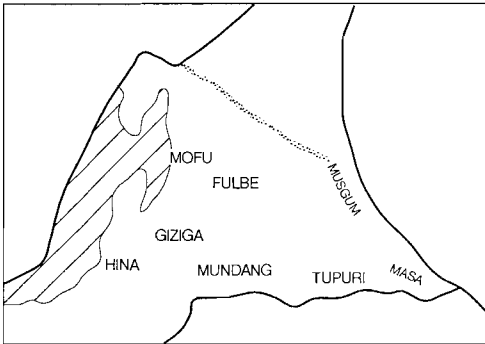 MOFU
FULBE
MUSGUM
GIZIGA
HINA
MUNDANG
TUPURI
MASA